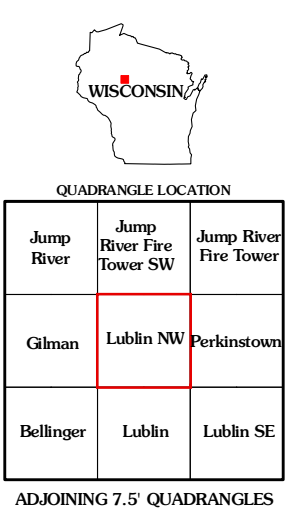 WISCONSIN
QUADRANGLE LOCATION
Jump
River
Jump
River Fire
Tower SW
Jump River
Fire Tower
Gilman
Lublin NW
Perkinstown
Bellinger
Lublin
Lublin SE
ADJOINING 7.5' QUADRANGLES